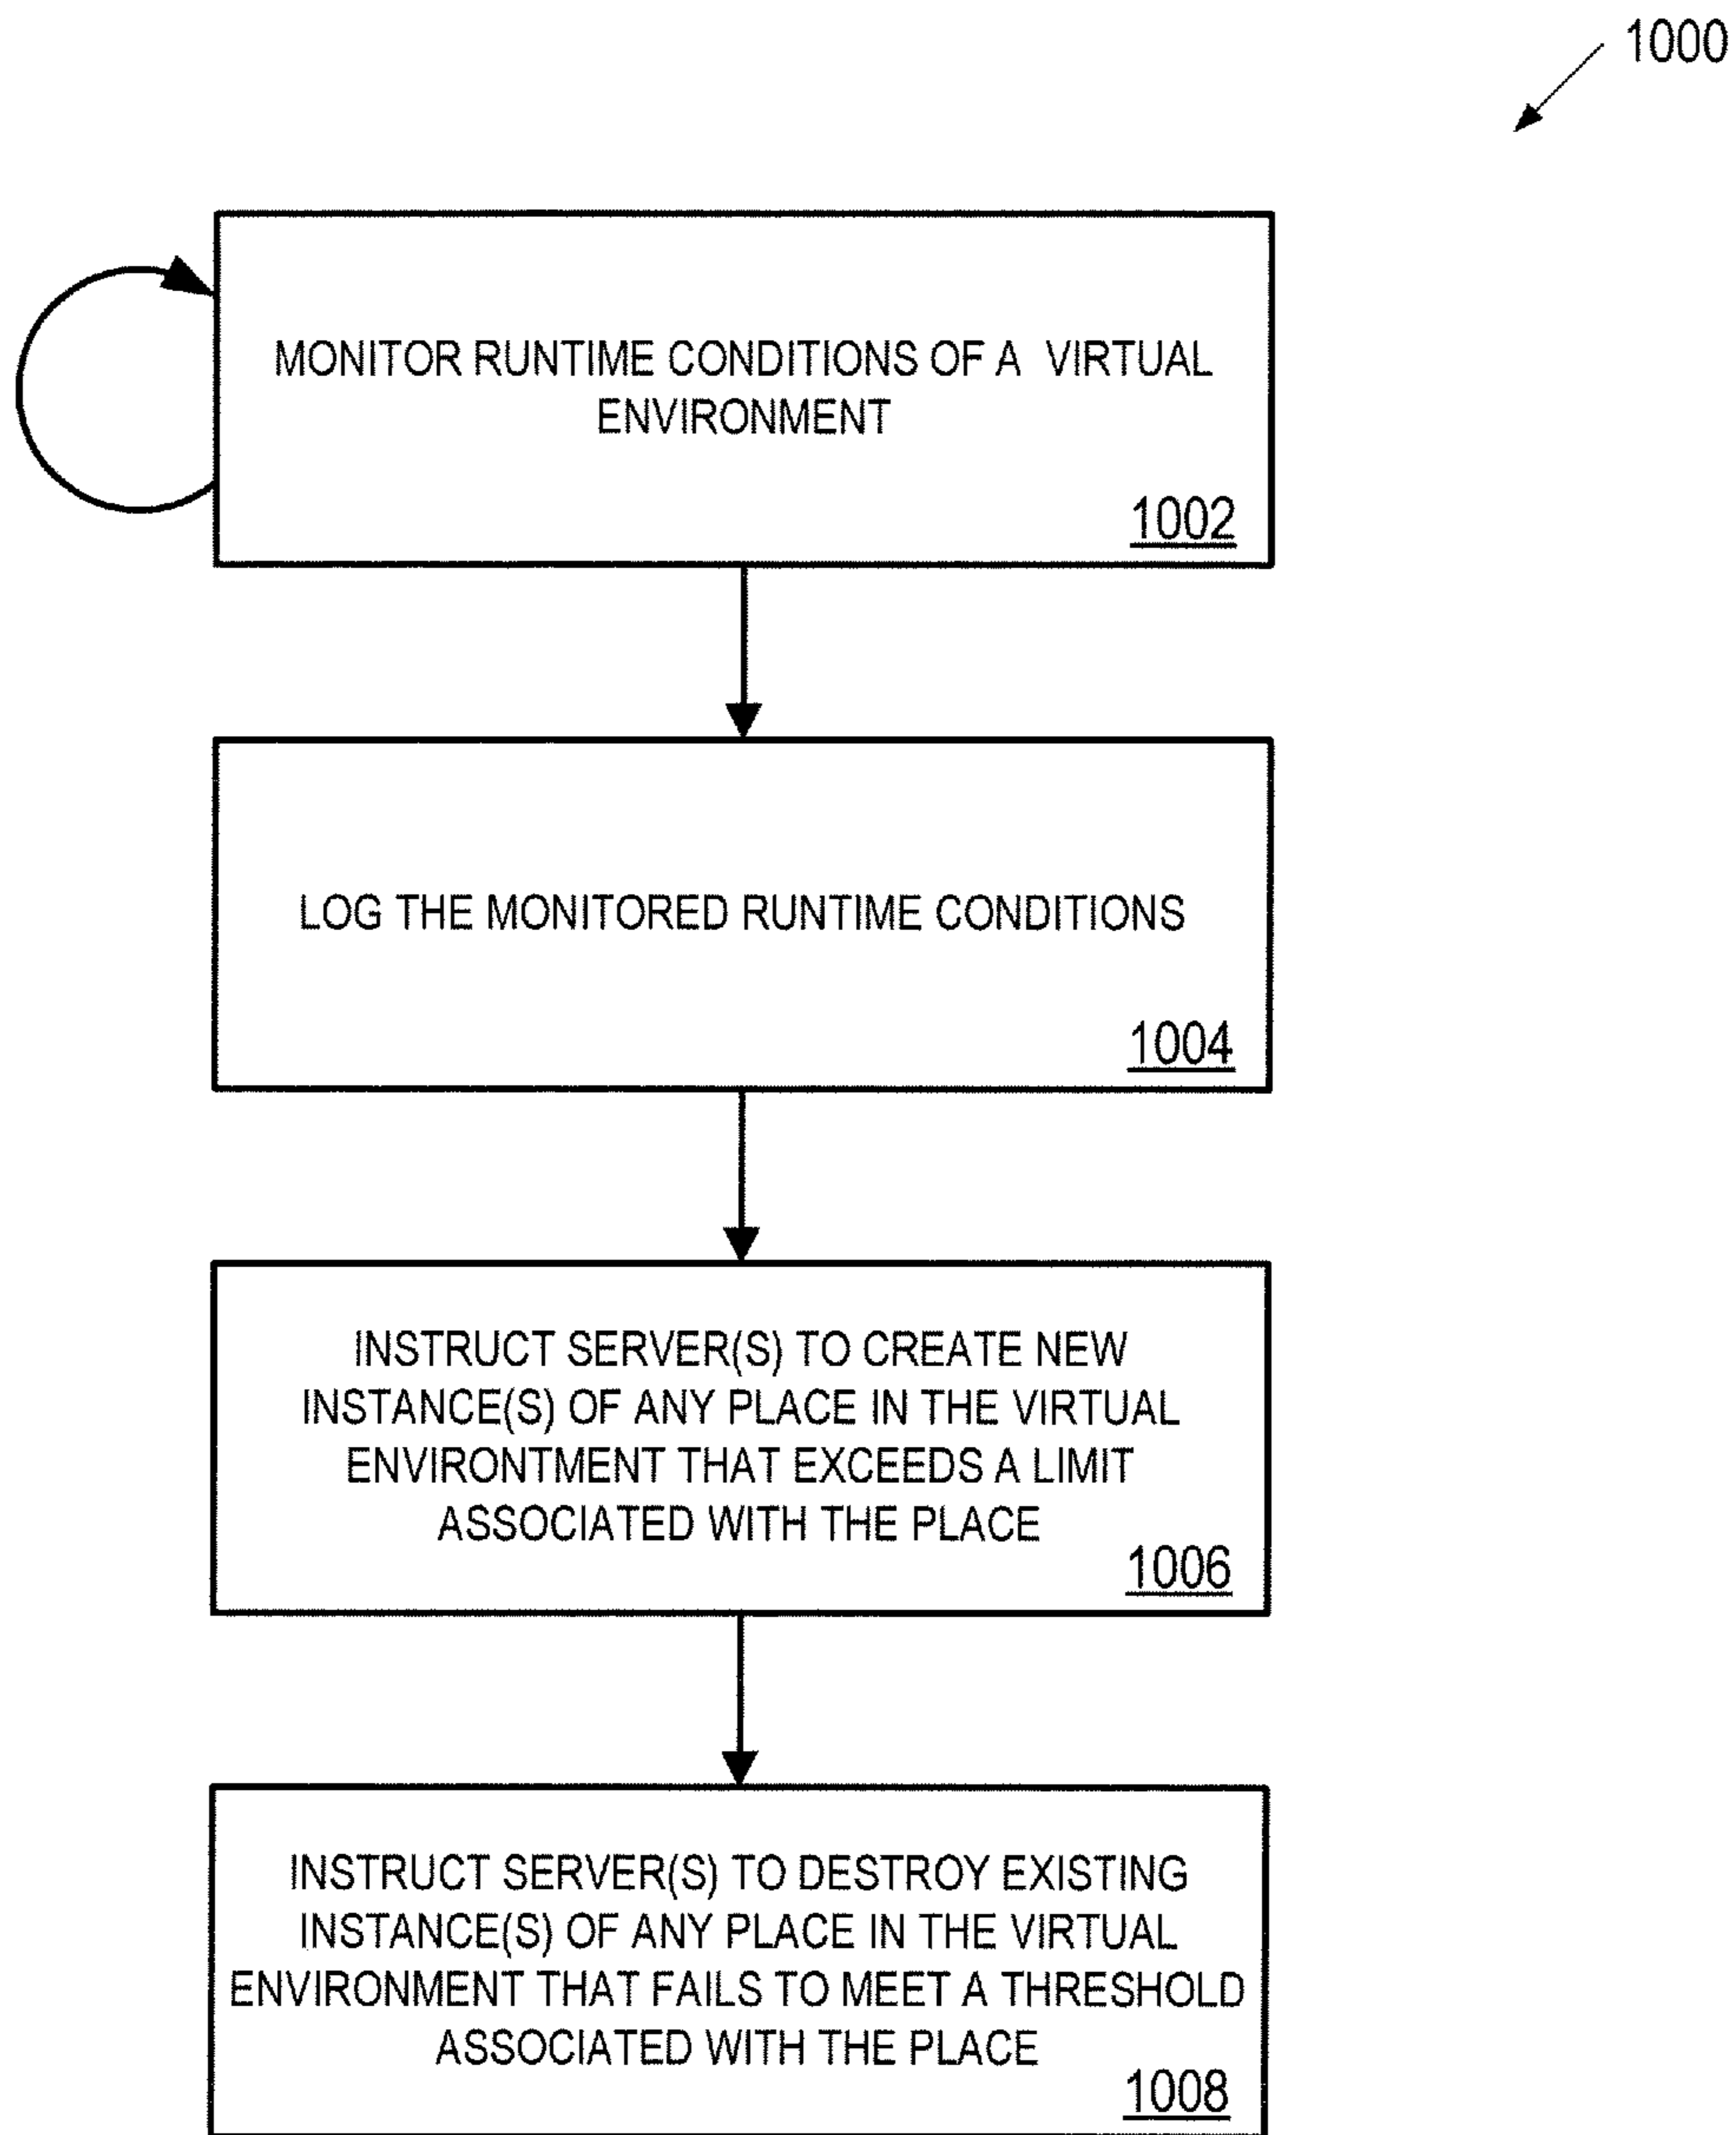 1000
MONITOR RUNTIME CONDITIONS OF A VIRTUAL
ENVIRONMENT
1002
LOG THE MONITORED RUNTIME CONDITIONS
1004
INSTRUCT SERVER(S) TO CREATE NEW
INSTANCE(S) OF ANY PLACE IN THE VIRTUAL
ENVIRONTMENT THAT EXCEEDS A LIMIT
ASSOCIATED WITH THE PLACE
1006
INSTRUCT SERVER(S) TO DESTROY EXISTING
INSTANCE(S) OF ANY PLACE IN THE VIRTUAL
ENVIRONMENT THAT FAILS TO MEET A THRESHOLD
ASSOCIATED WITH THE PLACE
1008